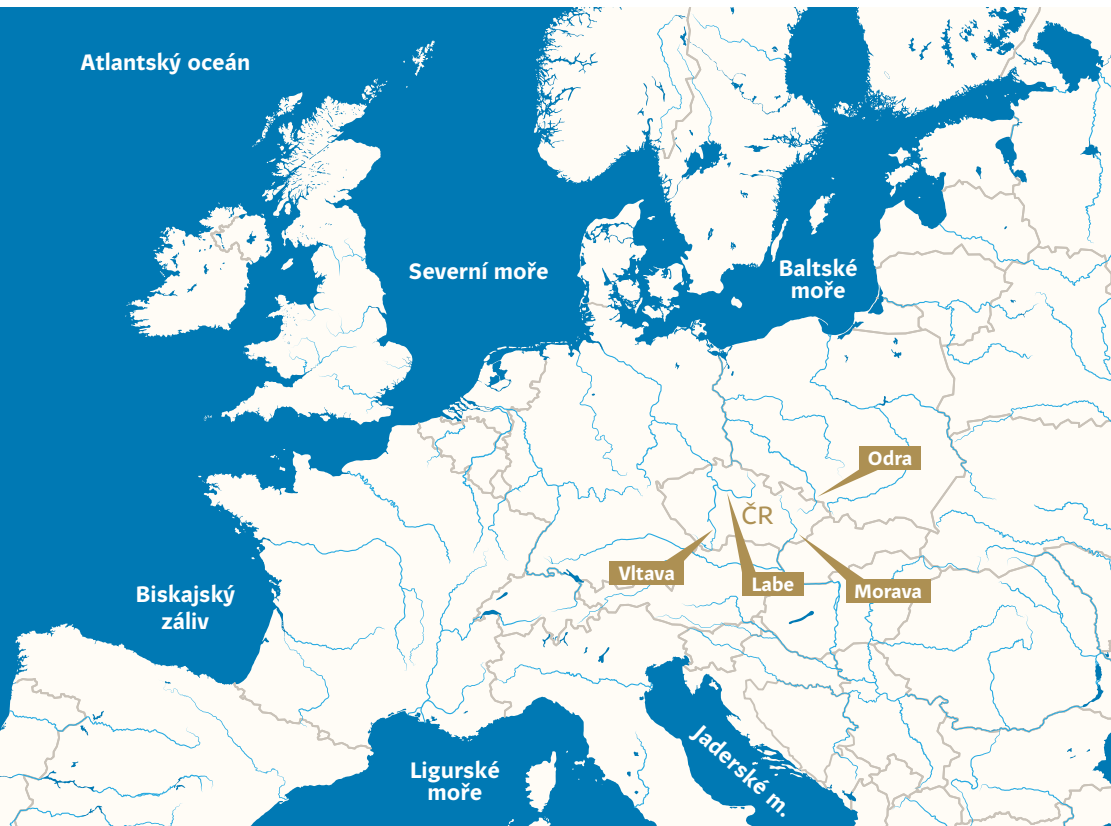 Atlantský oceán
Severní moře
Baltské
moře
Odra
ČR
Vltava
Labe
Morava
Biskajský
záliv
Ligurské
moře
Jaderské m.